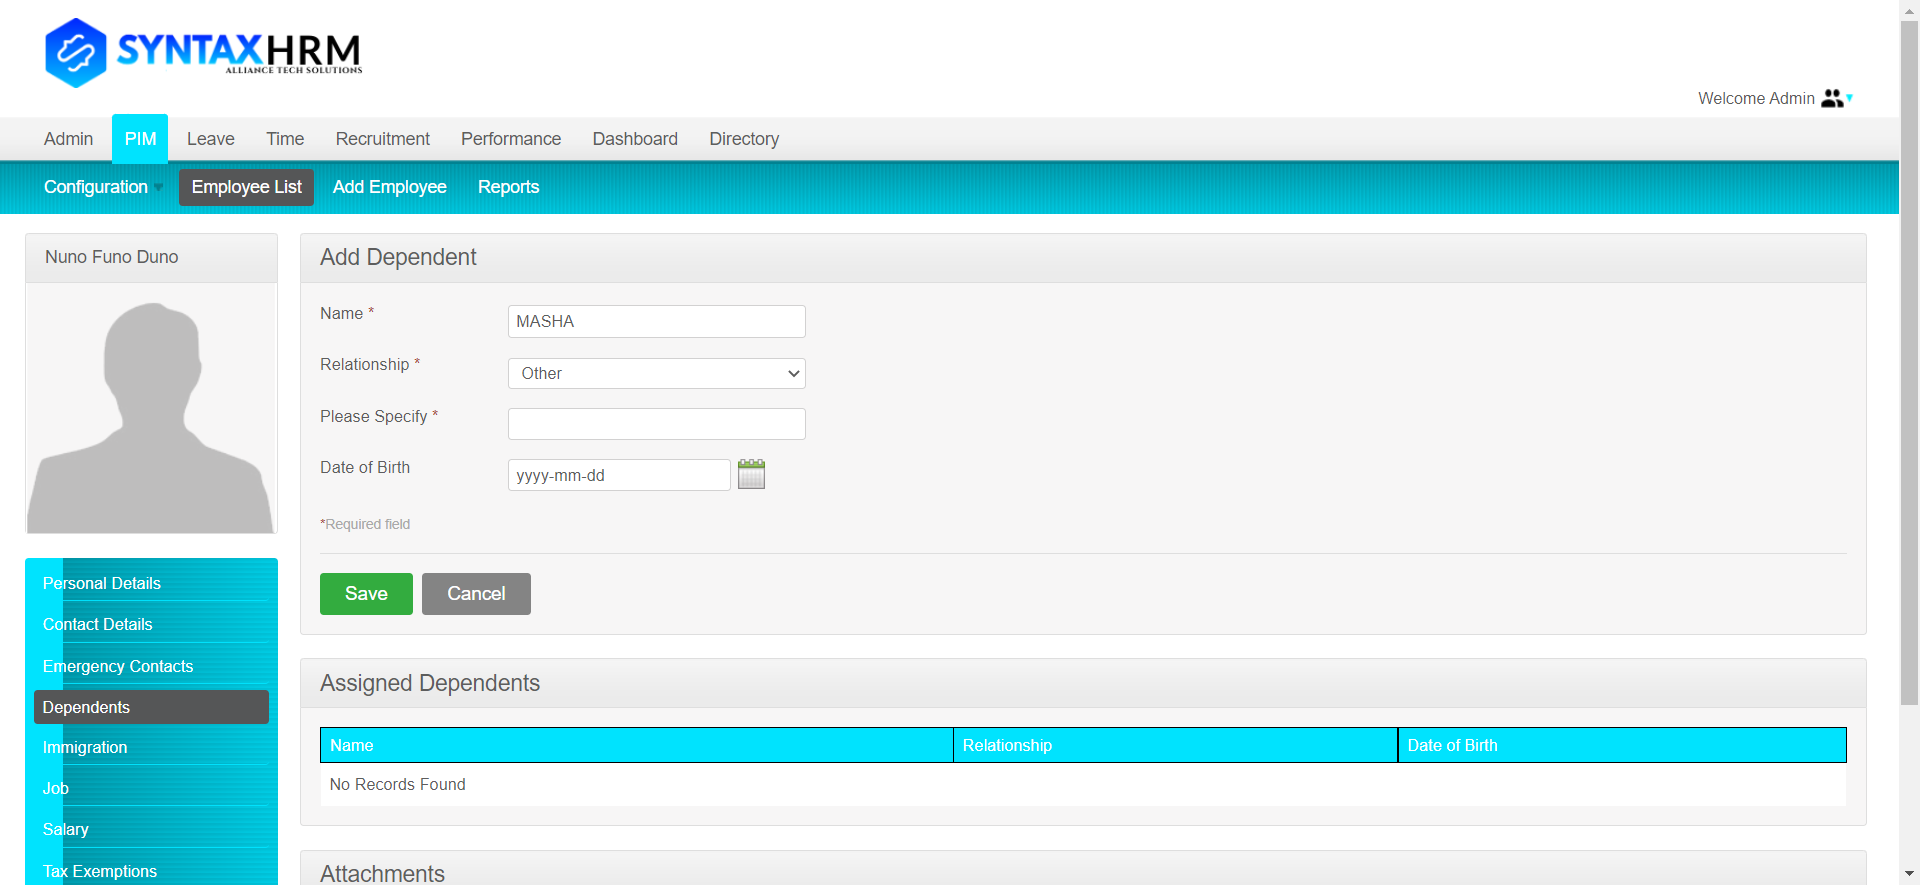 SYNTAXHRM
ALLIANCE TECH SOLUTIONS
Welcome Admin
Admin PIM Leave Time Recruitment Performance Dashboard Directory
Configuration Employee List Add Employee Reports
Nuno Funo Duno
Add Dependent
Name *
MASHA
Relationship *
Other
Please Specify *
Date of Birth
yyyy-mm-dd
*Required field
Save Cancel
Personal Details
Contact Details
Emergency Contacts
Dependents
Immigration
Job
Salary
Tax Exemptions
Assigned Dependents
Name Relationship Date of Birth
No Records Found
Attachments